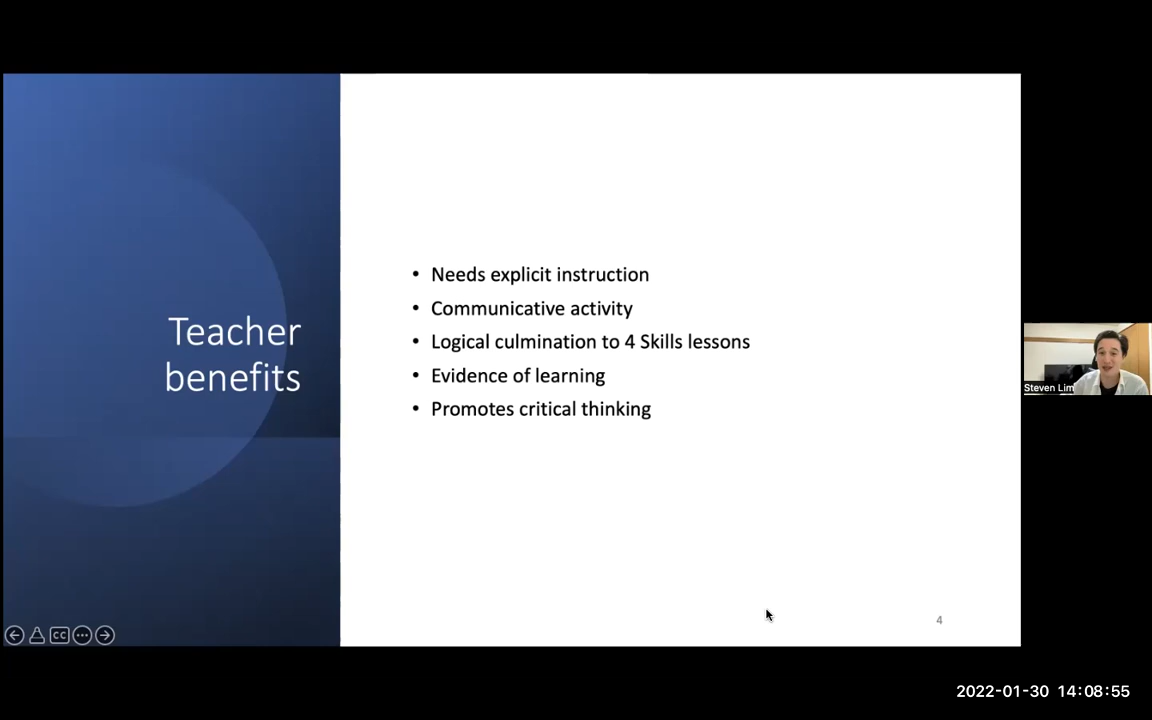 Teacher
benefits
• Needs explicit instruction
• Communicative activity
• Logical culmination to 4 Skills lessons
• Evidence of learning
• Promotes critical thinking
Steven Lim
CC
4
2022-01-30 14:08:55